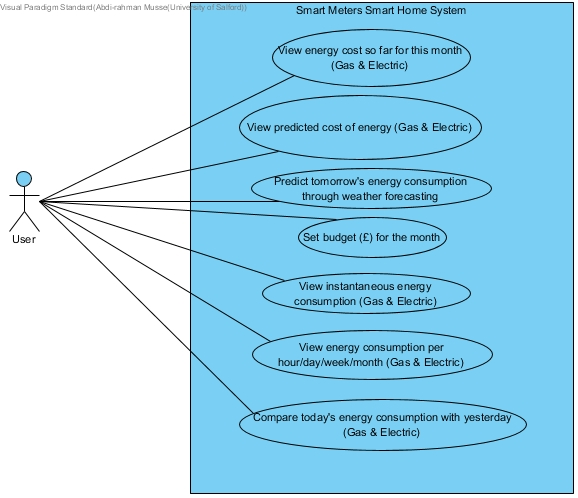 Visual Paradigm Standard(Abdi-rahman Musse(University of Salford))
Smart Meters Smart Home System
View energy cost so far for this month
(Gas & Electric)
View predicted cost of energy (Gas & Electric)
Predict tomorrow's energy consumption
through weather forecasting
Set budget (£) for the month
User
View instantaneous energy
consumption (Gas & Electric)
View energy consumption per
hour/day/week/month (Gas & Electric)
Compare today's energy consumption with yesterday
(Gas & Electric)